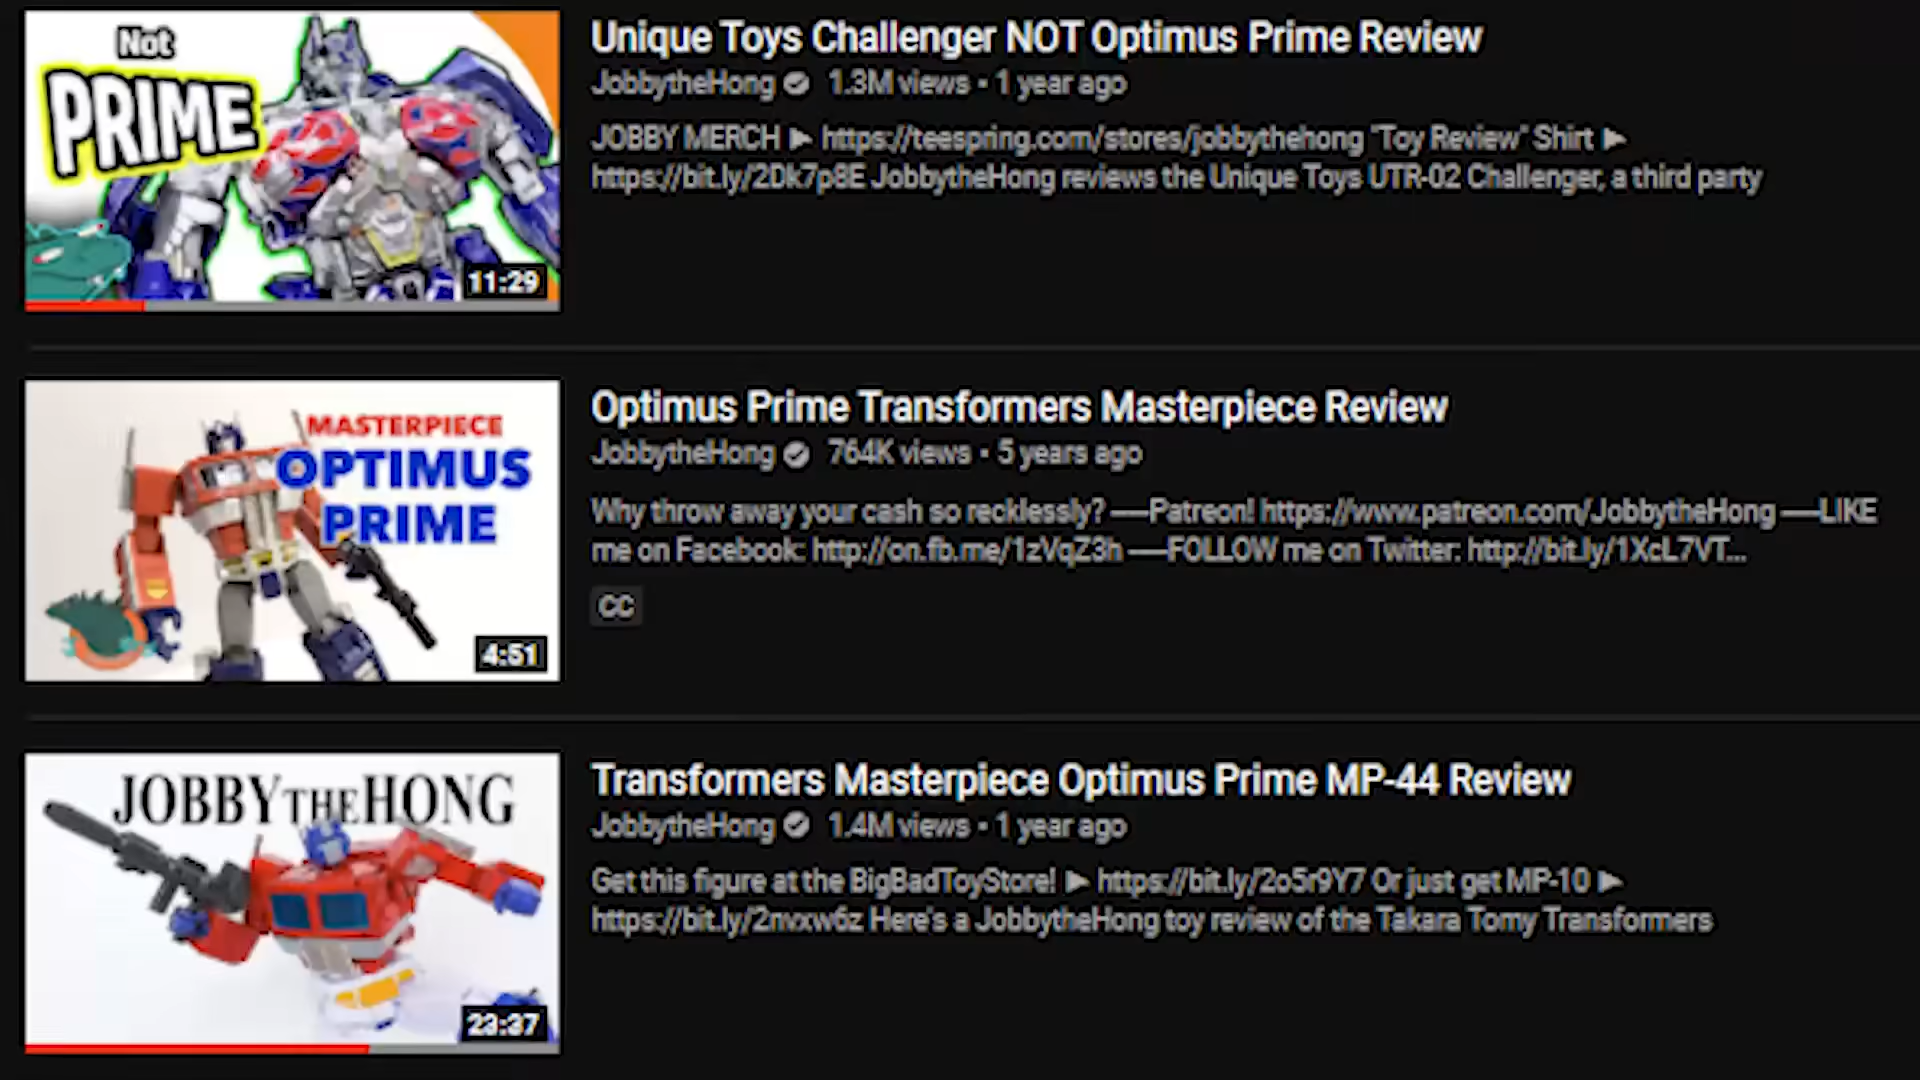 Not
PRIME
11:29
Unique Toys Challenger NOT Optimus Prime Review
JobbytheHong 1.3M views • 1 year ago
JOBBY MERCH ► https://teespring.com/stores/jobbythehong "Toy Review" Shirt ►
https://bit.ly/2Dk7p8E JobbytheHong reviews the Unique Toys UTR-02 Challenger, a third party
MASTERPIECE
OPTIMUS
PRIME
4:51
Optimus Prime Transformers Masterpiece Review
JobbytheHong 764K views • 5 years ago
Why throw away your cash so recklessly? ----Patreon! https://www.patreon.com/JobbytheHong ----LIKE
me on Facebook: http://on.fb.me/1zVqZ3h ----FOLLOW me on Twitter: http://bit.ly/1XcL7VT...
CC
JOBBYTHEHONG
23:37
Transformers Masterpiece Optimus Prime MP-44 Review
JobbytheHong 1.4M views • 1 year ago
Get this figure at the BigBadToyStore! ► https://bit.ly/2o5r9Y7 Or just get MP-10 ►
https://bit.ly/2nvxw6z Here's a JobbytheHong toy review of the Takara Tomy Transformers